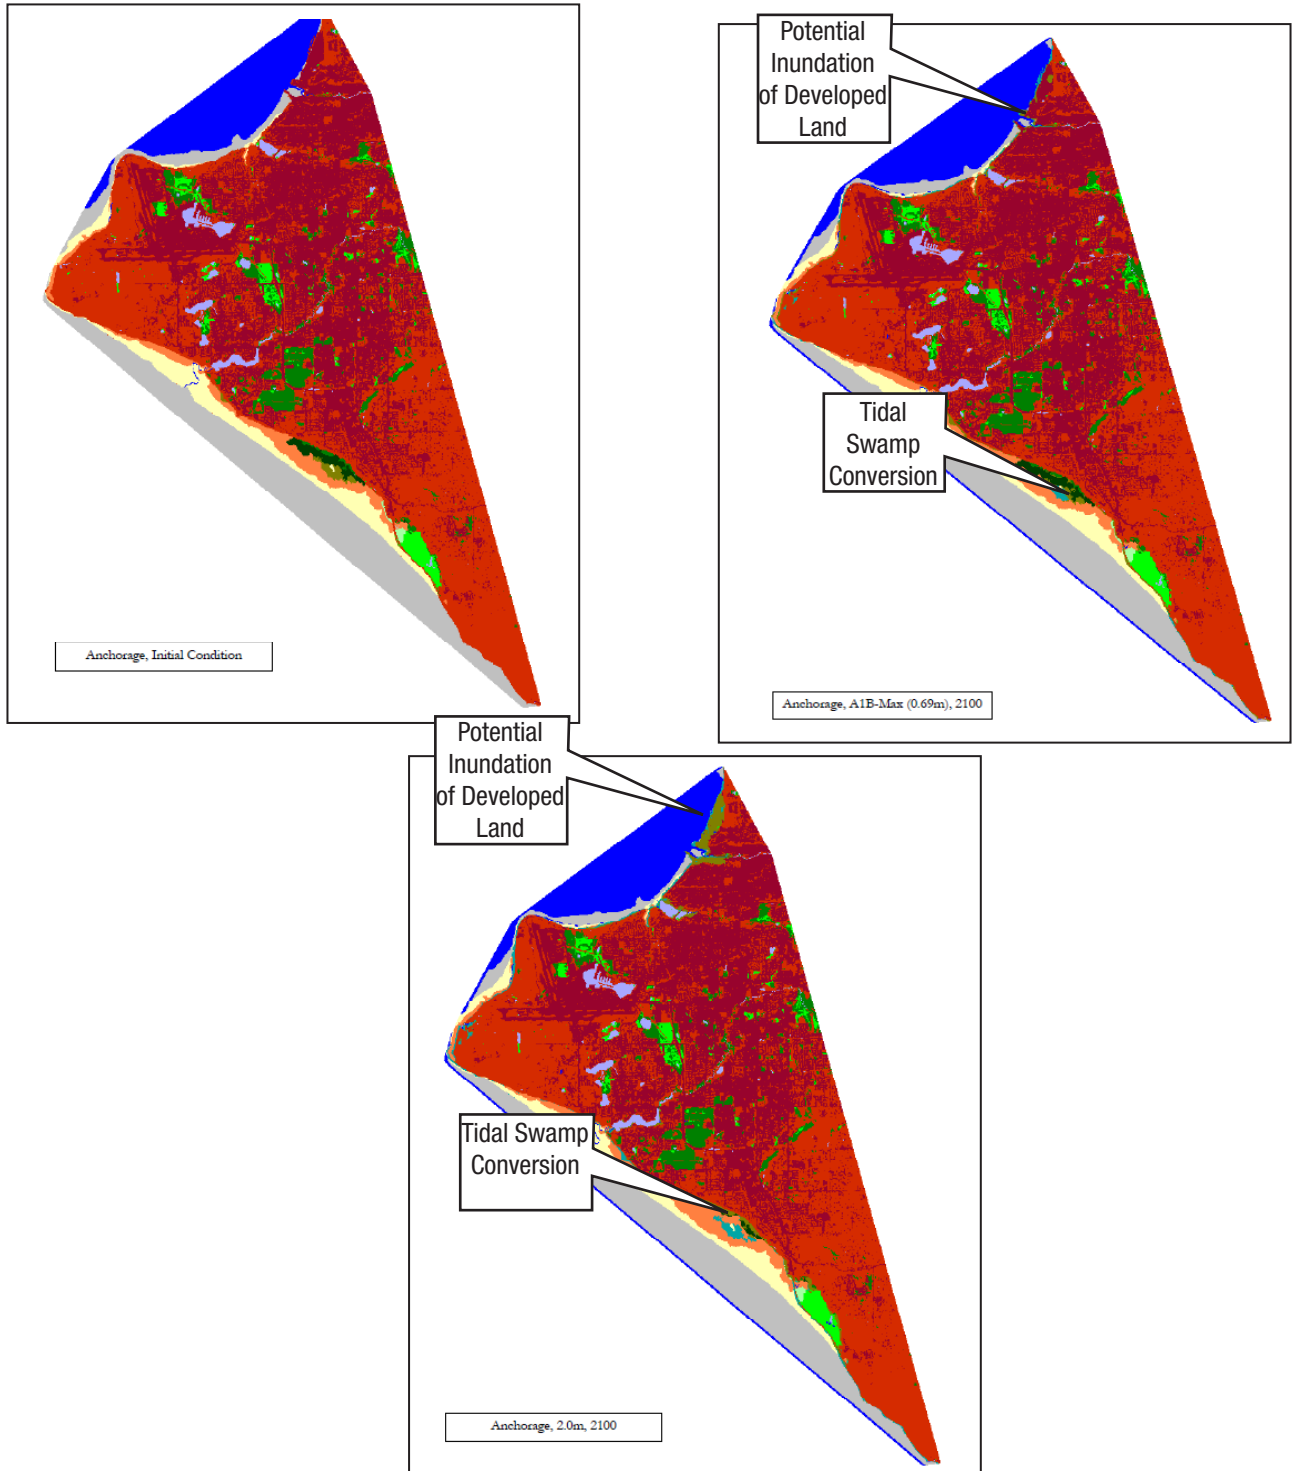 Potential
Inundation
of Developed
Land
Tidal
Swamp
Conversion
Anchorage, Initial Condition
Anchorage, A1B-Max (0.69m), 2100
Potential
Inundation
of Developed
Land
Tidal Swamp
Conversion
Anchorage, 2.0m, 2100